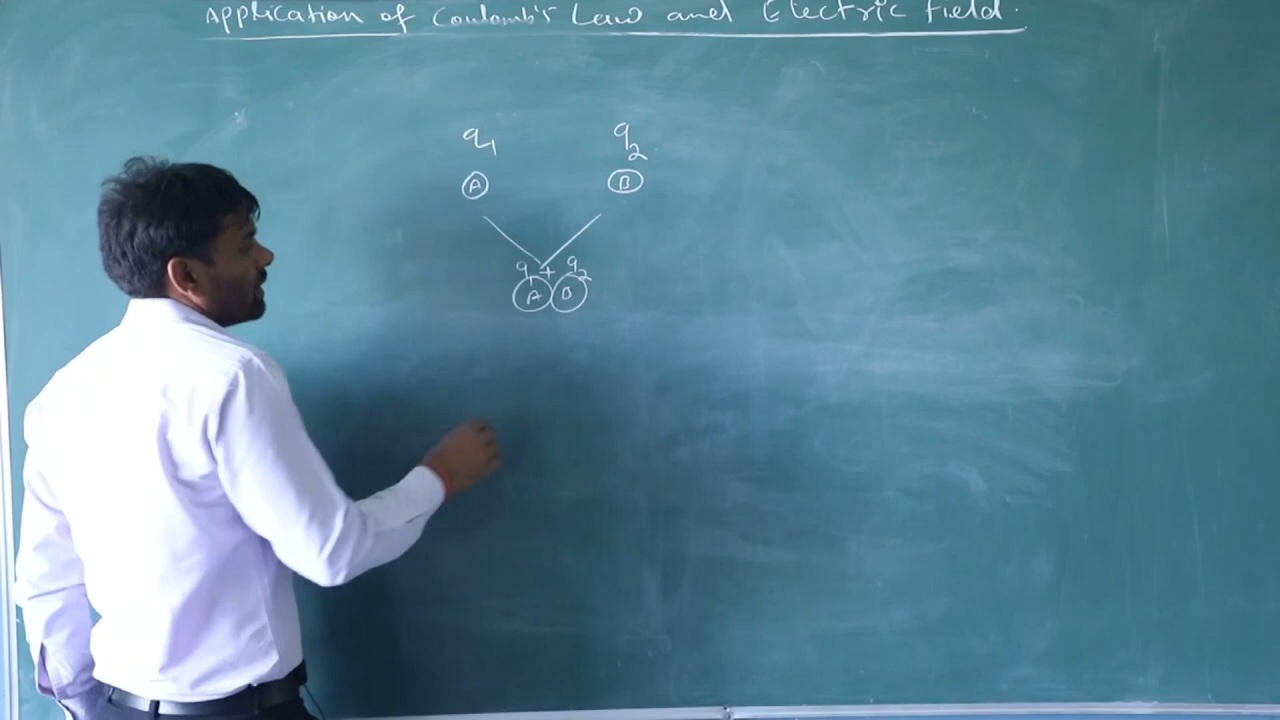 Application of Coulomb's Law and Electric field.
q1 q2
A B
q1 + q2
A B